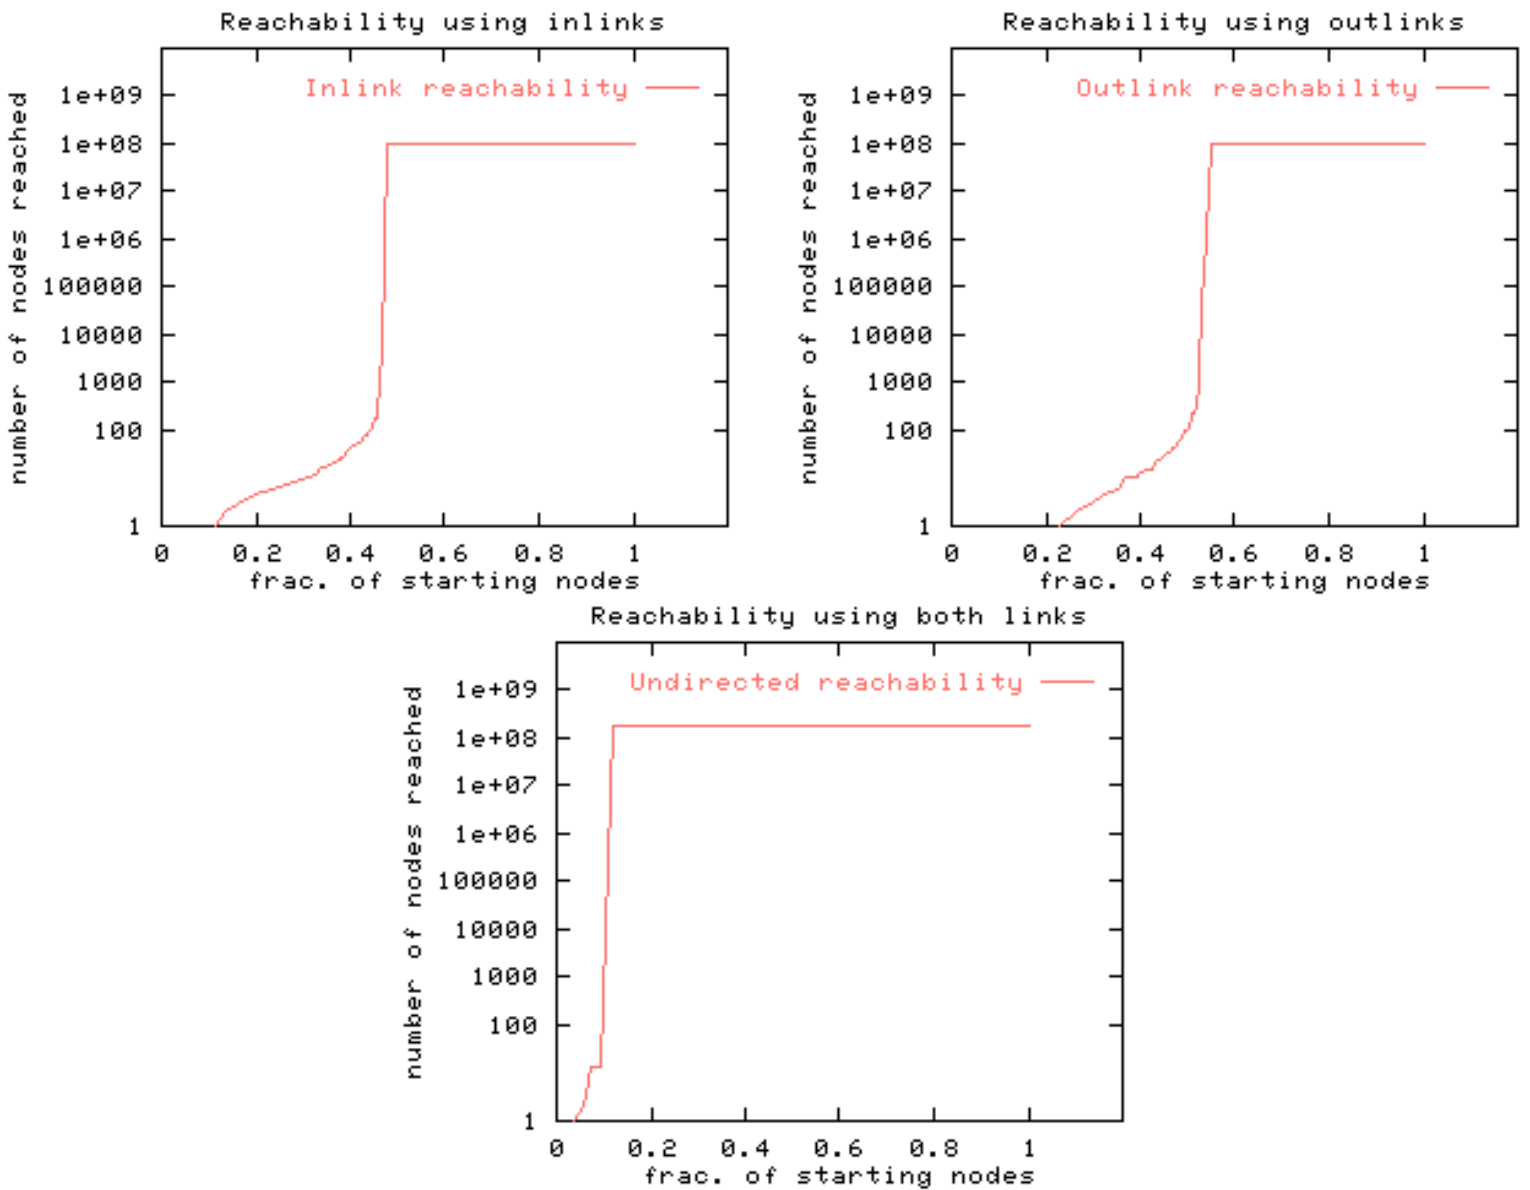 Reachability using inlinks
Inlink reachability
number of nodes reached
1e+09
1e+08
1e+07
1e+06
100000
10000
1000
100
1
0 0.2 0.4 0.6 0.8 1
frac. of starting nodes
Reachability using outlinks
Outlink reachability
number of nodes reached
1e+09
1e+08
1e+07
1e+06
100000
10000
1000
100
1
0 0.2 0.4 0.6 0.8 1
frac. of starting nodes
Reachability using both links
Undirected reachability
number of nodes reached
1e+09
1e+08
1e+07
1e+06
100000
10000
1000
100
1
0 0.2 0.4 0.6 0.8 1
frac. of starting nodes